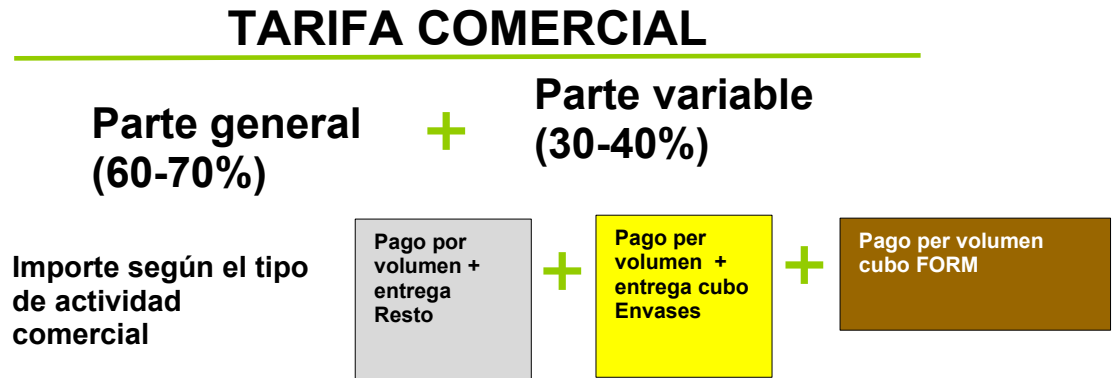 TARIFA COMERCIAL
Parte general
(60-70%)
+
Parte variable
(30-40%)
Importe según el tipo
de actividad
comercial
Pago por
volumen +
entrega
Resto
+
Pago per
volumen +
entrega cubo
Envases
+
Pago per volumen
cubo FORM